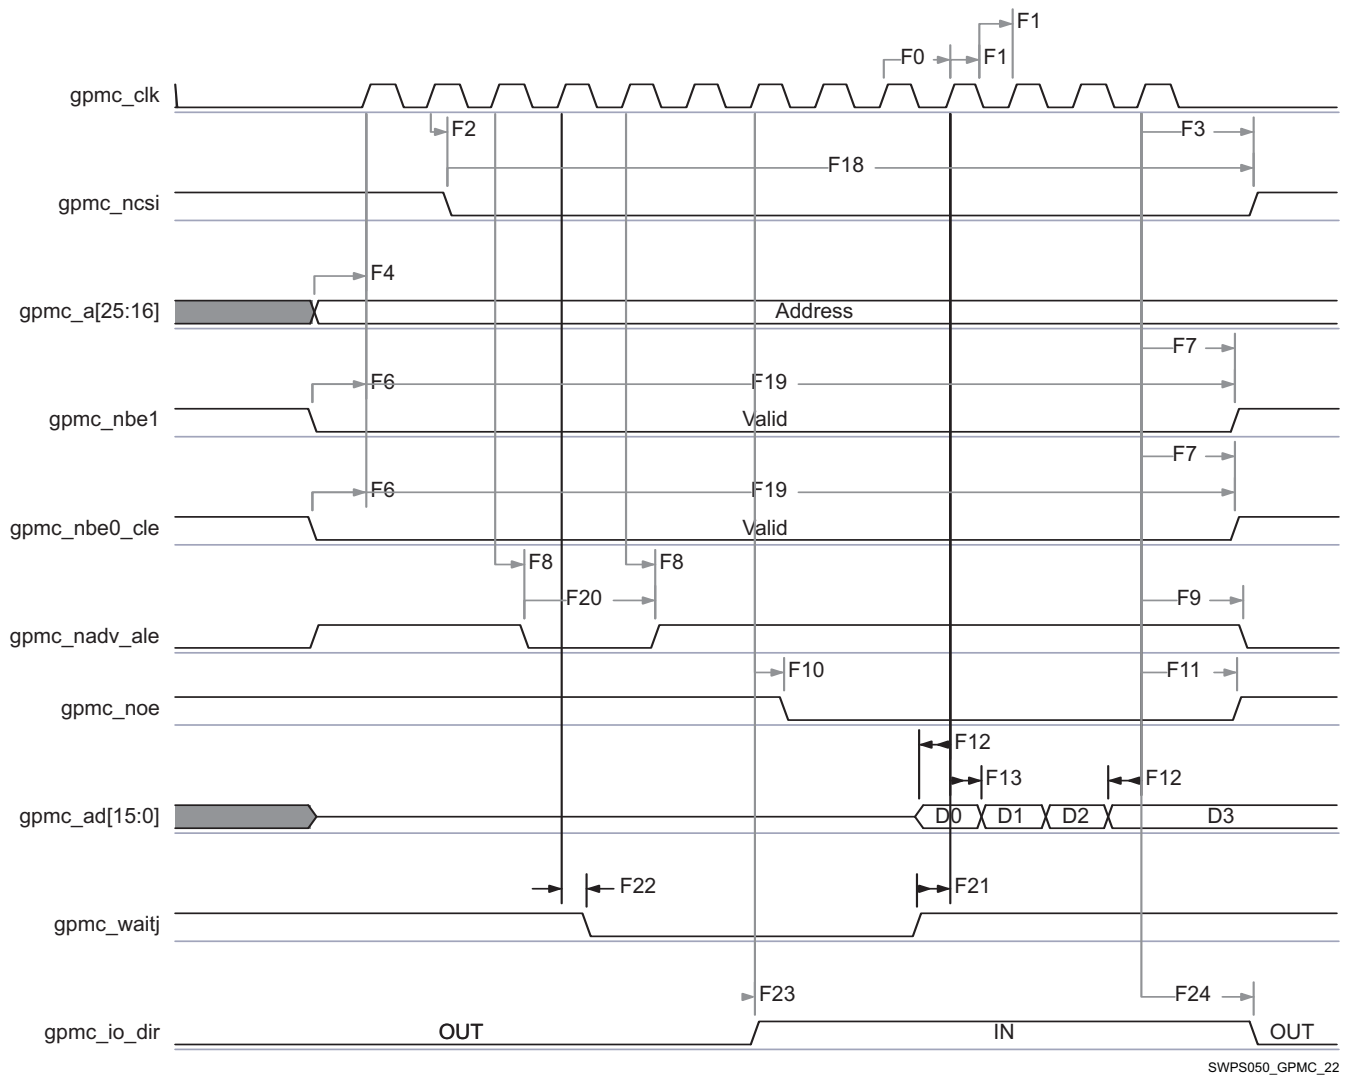 F1
F0 F1
gpmc_clk
F2 F3
F18
gpmc_ncsi
F4
gpmc_a[25:16] Address
F7
F6 F19
gpmc_nbe1 Valid
F7
F6 F19
gpmc_nbe0_cle Valid
F8 F8
F20 F9
gpmc_nadv_ale
F10 F11
gpmc_noe
F12
F13 F12
gpmc_ad[15:0] D0 D1 D2 D3
F22 F21
gpmc_waitj
F23 F24
gpmc_io_dir OUT IN OUT
SWPS050_GPMC_22